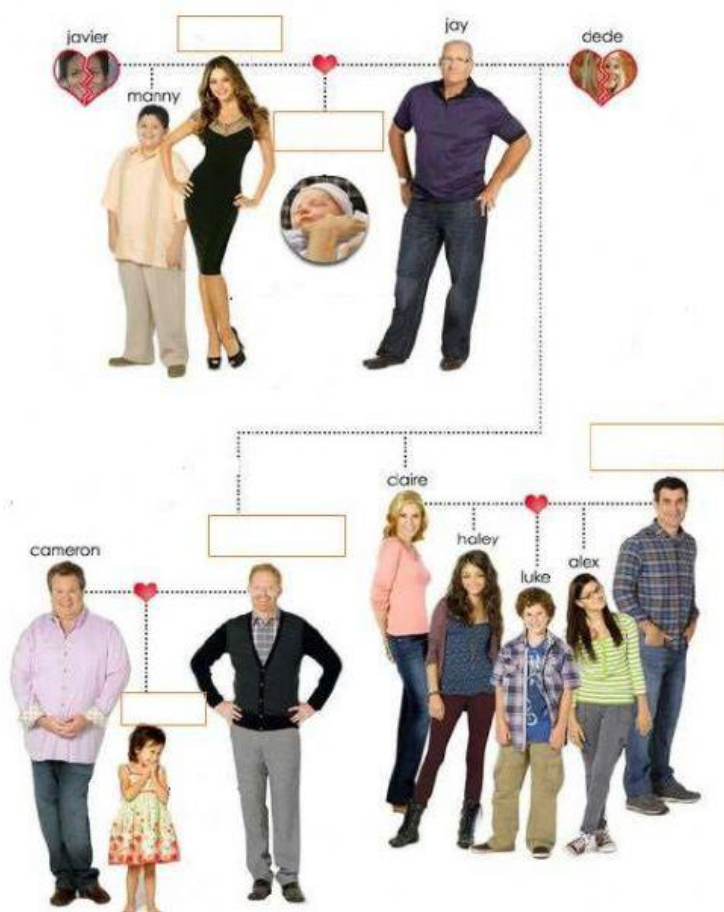 javier
jay
dede
manny
claire
haley
luke
alex
cameron